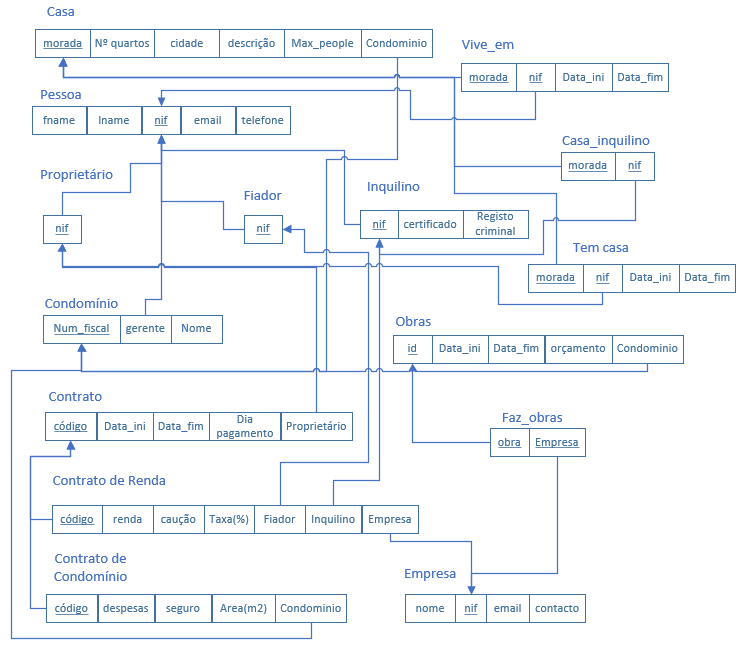 Casa
morada Nº quartos cidade descrição Max_people Condominio
Vive_em
morada nif Data_ini Data_fim
Pessoa
fname lname nif email telefone
Casa_inquilino
morada nif
Proprietário
nif
Fiador
nif
Inquilino
nif certificado Registo
criminal
Tem casa
morada nif Data_ini Data_fim
Condomínio
Num_fiscal gerente Nome
Obras
id Data_ini Data_fim orçamento Condominio
Contrato
código Data_ini Data_fim Dia
pagamento Proprietário
Faz_obras
obra Empresa
Contrato de Renda
código renda caução Taxa(%) Fiador Inquilino Empresa
Contrato de
Condomínio
código despesas seguro Area(m2) Condominio
Empresa
nome nif email contacto